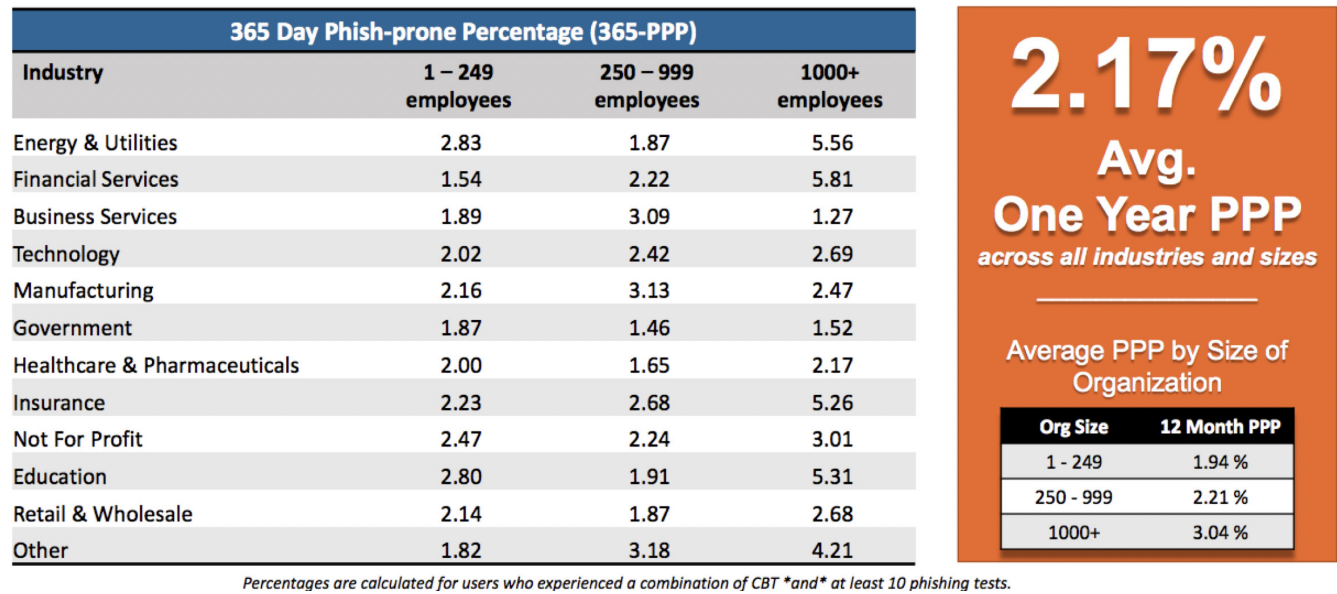 365 Day Phish-prone Percentage (365-PPP)
Industry 1 – 249 employees 250 – 999 employees 1000+ employees
Energy & Utilities 2.83 1.87 5.56
Financial Services 1.54 2.22 5.81
Business Services 1.89 3.09 1.27
Technology 2.02 2.42 2.69
Manufacturing 2.16 3.13 2.47
Government 1.87 1.46 1.52
Healthcare & Pharmaceuticals 2.00 1.65 2.17
Insurance 2.23 2.68 5.26
Not For Profit 2.47 2.24 3.01
Education 2.80 1.91 5.31
Retail & Wholesale 2.14 1.87 2.68
Other 1.82 3.18 4.21
Percentages are calculated for users who experienced a combination of CBT *and* at least 10 phishing tests.
2.17%
Avg.
One Year PPP
across all industries and sizes
Average PPP by Size of
Organization
Org Size 12 Month PPP
1 - 249 1.94 %
250 - 999 2.21 %
1000+ 3.04 %